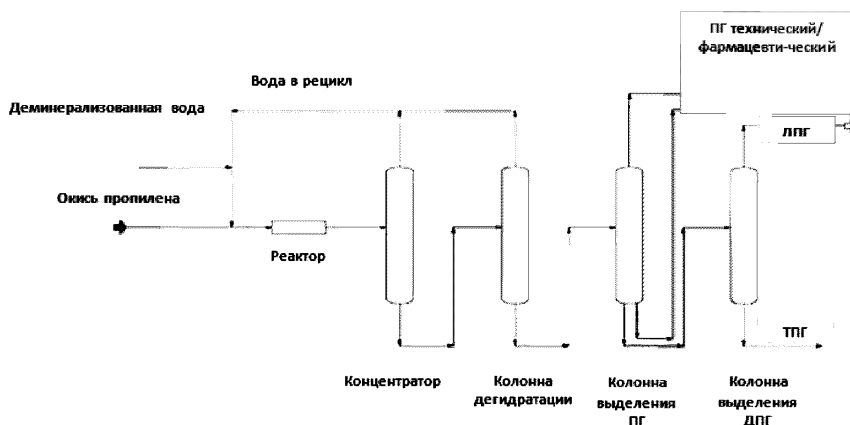 ПГ технический/
фармацевти-ческий
Вода в рецикл
Деминерализованная вода
ЛПГ
Окись пропилена
Реактор
ТПГ
Концентратор
Колонна
дегидратации
Колонна
выделения
ПГ
Колонна
выделения
ДПГ